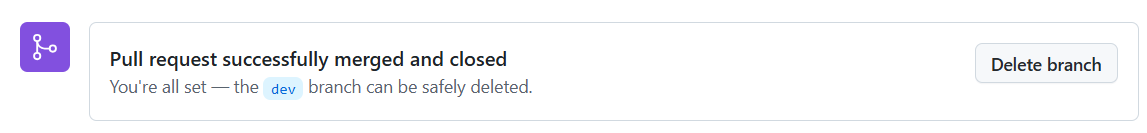 Pull request successfully merged and closed
Delete branch
You're all set — the dev branch can be safely deleted.